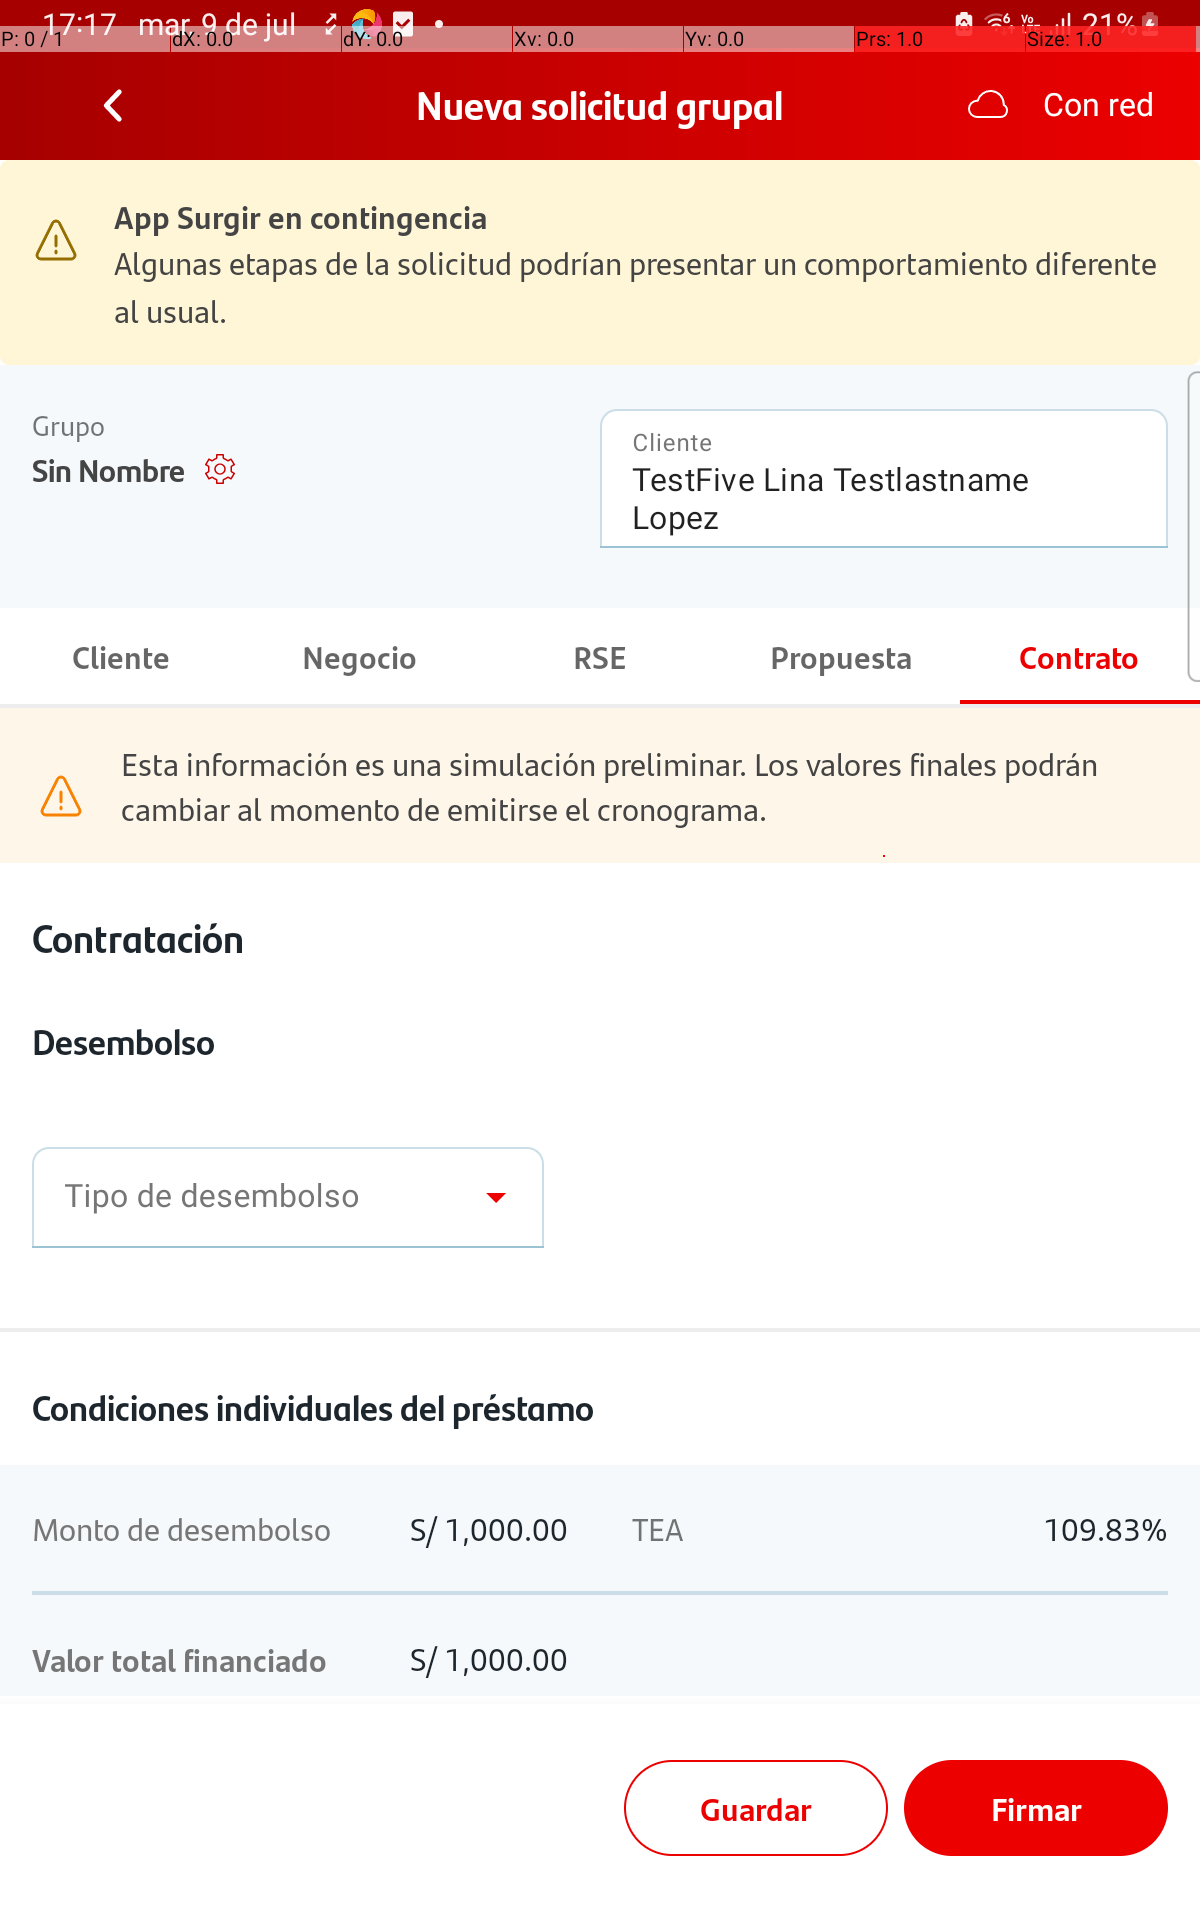 17:17 mar, 9 de jul 21%
P: 0 / 1 dX: 0.0 dY: 0.0 Xv: 0.0 Yv: 0.0 Prs: 1.0 Size: 1.0
Nueva solicitud grupal Con red
App Surgir en contingencia
Algunas etapas de la solicitud podrían presentar un comportamiento diferente
al usual.
Grupo
Sin Nombre
Cliente
TestFive Lina Testlastname
Lopez
Cliente Negocio RSE Propuesta Contrato
Esta información es una simulación preliminar. Los valores finales podrán
cambiar al momento de emitirse el cronograma.
Contratación
Desembolso
Tipo de desembolso
Condiciones individuales del préstamo
Monto de desembolso S/ 1,000.00 TEA 109.83%
Valor total financiado S/ 1,000.00
Guardar Firmar